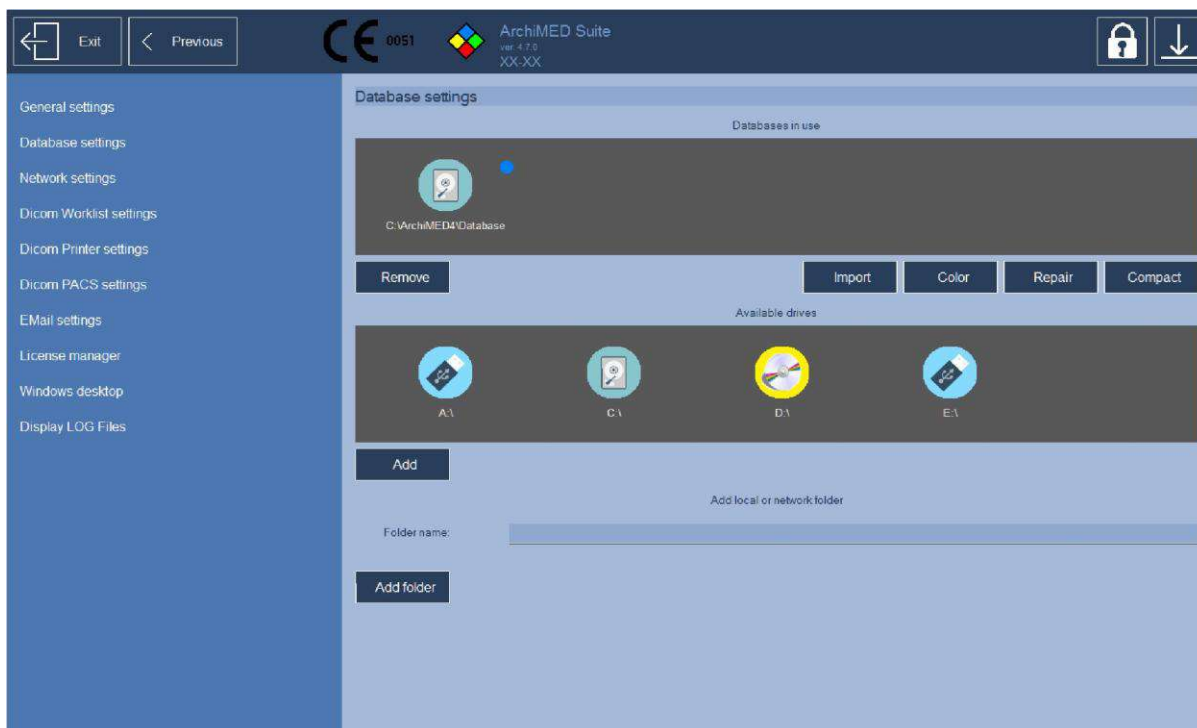 Exit
Previous
CE 0051
ArchiMED Suite
ver. 4.7.0
XX-XX
General settings
Database settings
Network settings
Dicom Worklist settings
Dicom Printer settings
Dicom PACS settings
EMail settings
License manager
Windows desktop
Display LOG Files
Database settings
Databases in use
C:\ArchiMED4\Database
Remove
Import
Color
Repair
Compact
Available drives
A:\
C:\
D:\
E:\
Add
Add local or network folder
Folder name:
Add folder